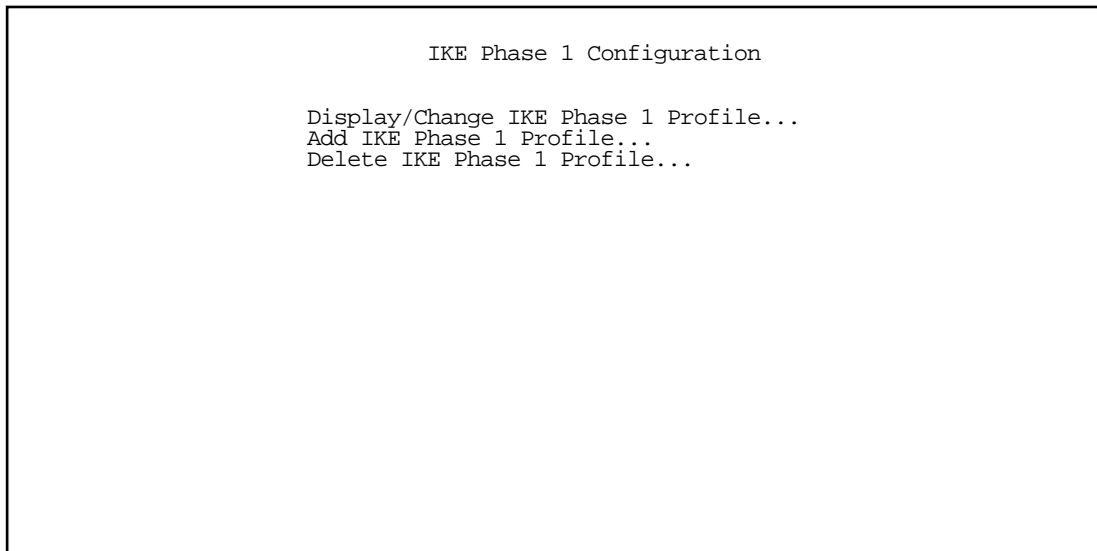 IKE Phase 1 Configuration
Display/Change IKE Phase 1 Profile...
Add IKE Phase 1 Profile...
Delete IKE Phase 1 Profile...